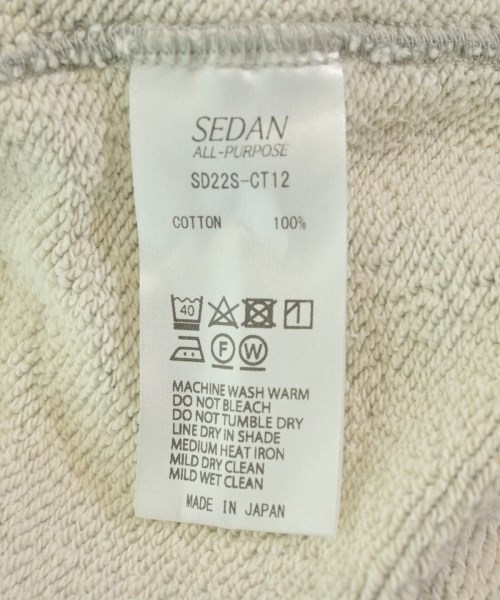 SEDAN
ALL-PURPOSE
SD22S-CT12
COTTON 100%
40
F W
MACHINE WASH WARM
DO NOT BLEACH
DO NOT TUMBLE DRY
LINE DRY IN SHADE
MEDIUM HEAT IRON
MILD DRY CLEAN
MILD WET CLEAN
MADE IN JAPAN